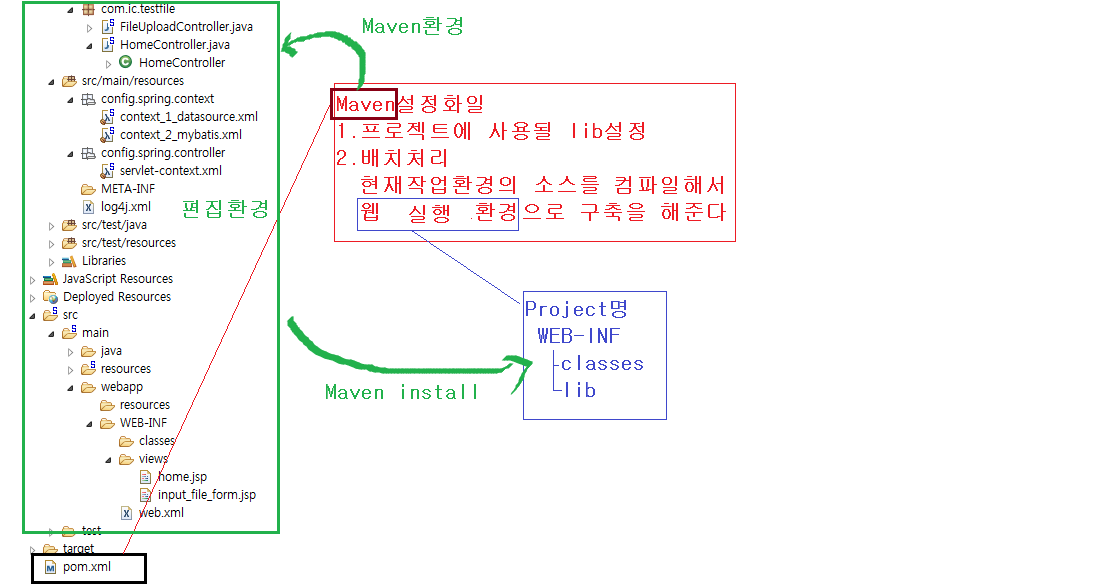 com.ic.testfile
FileUploadController.java
HomeController.java
HomeController
src/main/resources
config.spring.context
context_1_datasource.xml
context_2_mybatis.xml
config.spring.controller
servlet-context.xml
META-INF
log4j.xml
src/test/java
src/test/resources
Libraries
JavaScript Resources
Deployed Resources
src
main
java
resources
webapp
resources
WEB-INF
classes
views
home.jsp
input_file_form.jsp
web.xml
test
target
pom.xml
편집환경
Maven환경
Maven설정화일
1.프로젝트에 사용될 lib설정
2.배치처리
현재작업환경의 소스를 컴파일해서
웹 실행 환경으로 구축을 해준다
Maven install
Project명
WEB-INF
classes
lib